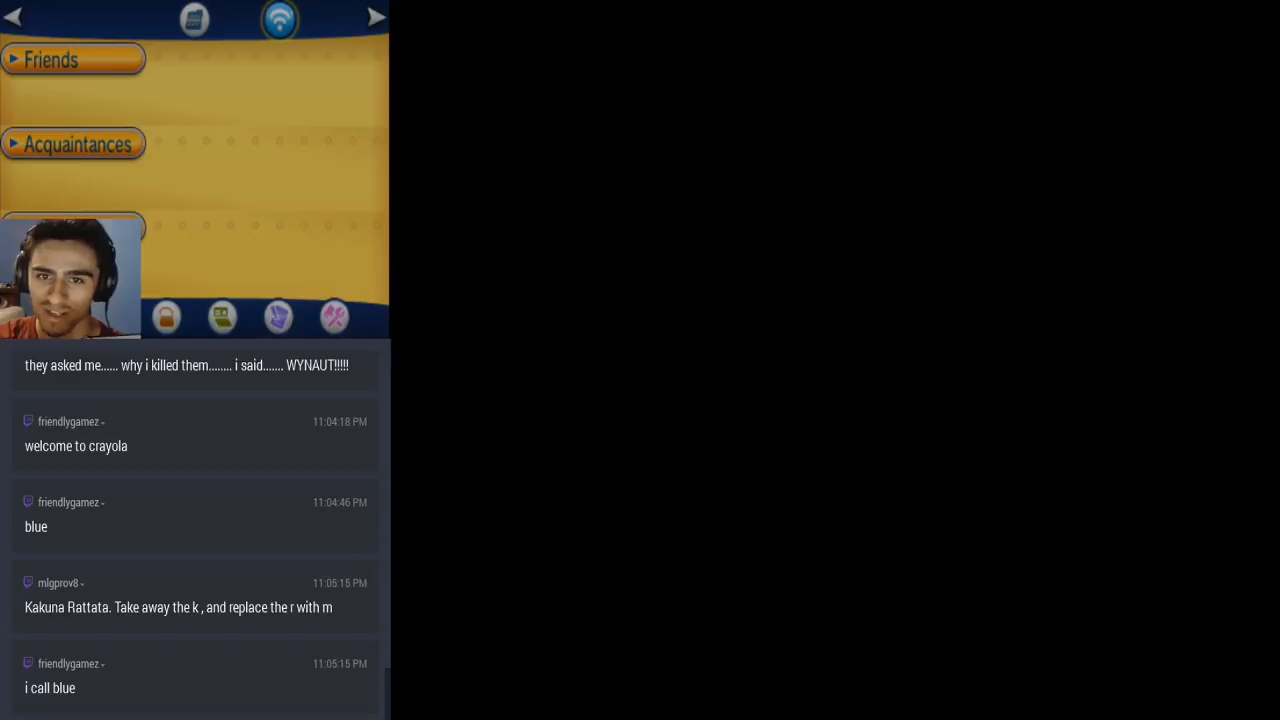 Friends
Acquaintances
they asked me...... why i killed them........ i said....... WYNAUT!!!!!
friendlygamez
11:04:18 PM
welcome to crayola
friendlygamez
11:04:46 PM
blue
mlgprov8
11:05:15 PM
Kakuna Rattata. Take away the k , and replace the r with m
friendlygamez
11:05:15 PM
i call blue